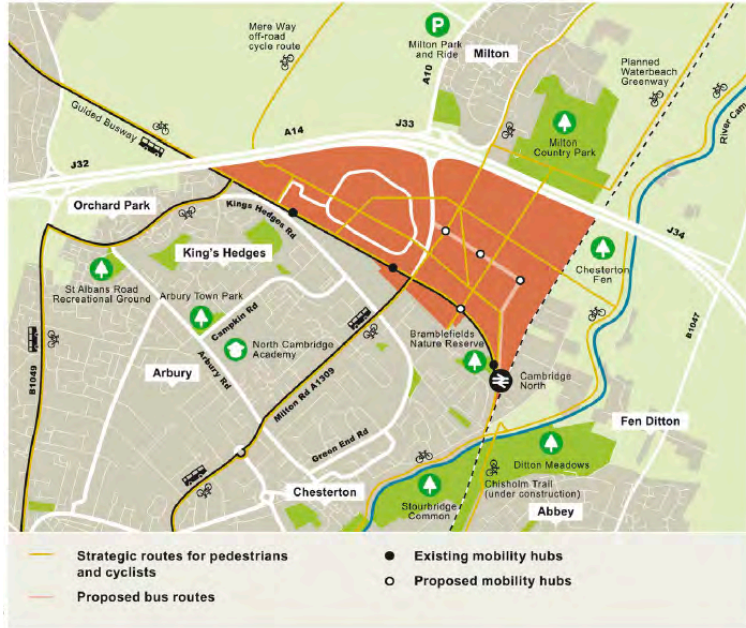 Mere Way
off-road
cycle route
P
Milton Park
and Ride
A10
Milton
Planned
Waterbeach
Greenway
River Cam
Guided Busway
A14
J33
J32
Milton
Country Park
Orchard Park
Kings Hedges Rd
J34
King's Hedges
St Albans Road
Recreational Ground
Arbury Town Park
Chesterton
Fen
Campkin Rd
North Cambridge
Academy
Bramblefields
Nature Reserve
B1047
B1049
Arbury
Arbury Rd
Milton Rd A1309
Cambridge
North
Green End Rd
Fen Ditton
Ditton Meadows
Chesterton
Chisholm Trail
(under construction)
Stourbridge
Common
Abbey
Strategic routes for pedestrians
and cyclists
Proposed bus routes
Existing mobility hubs
Proposed mobility hubs